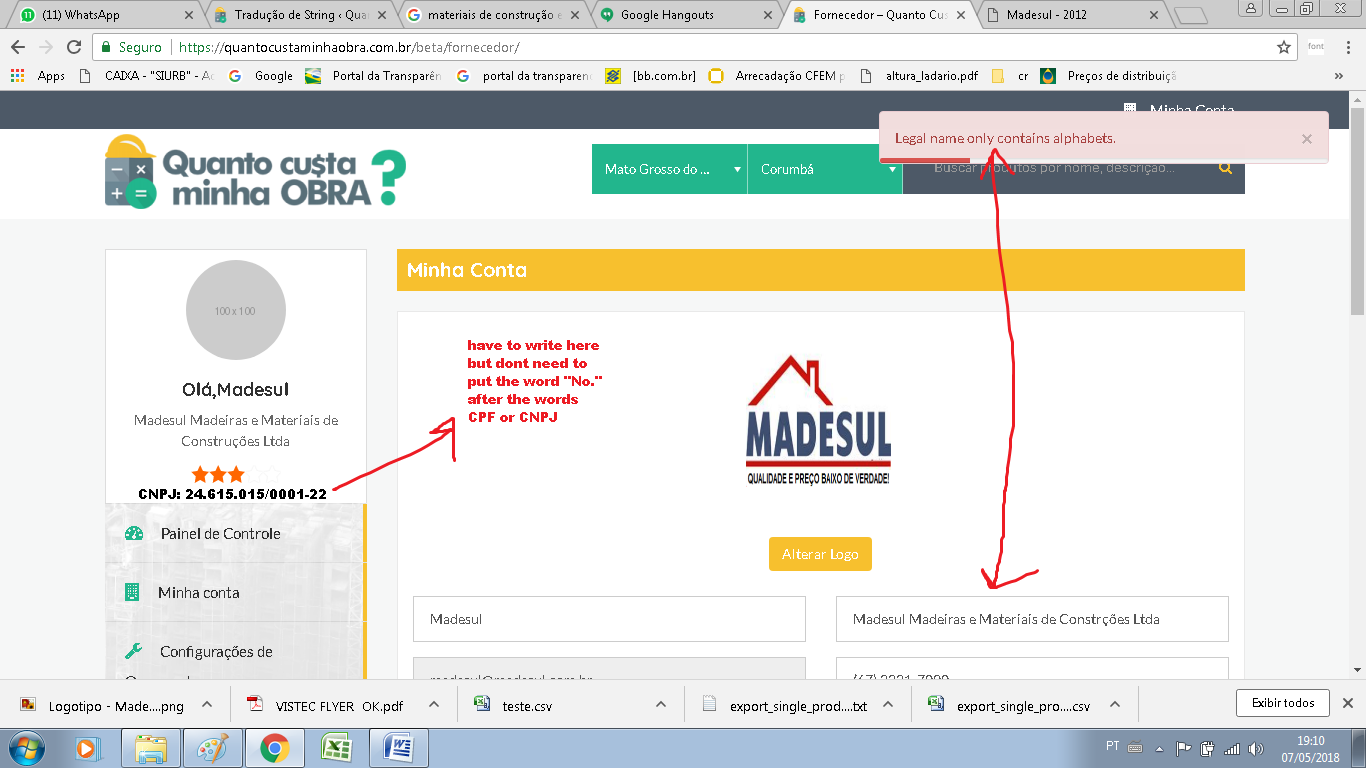 (11) WhatsApp
Tradução de String ‹ Qua
materiais de construção e
Google Hangouts
Fornecedor – Quanto Cus
Madesul - 2012
Seguro
https://quantocustaminhaobra.com.br/beta/fornecedor/
font
Apps
CAIXA - "SIURB" - A
Google
Portal da Transparên
portal da transparenc
[bb.com.br]
Arrecadação CFEM p
altura_ladario.pdf
cr
Preços de distribuiçã
»
Minha Conta
Legal name only contains alphabets.
×
Quanto cu$ta
minha OBRA?
Mato Grosso do ...
Corumbá
Buscar produtos por nome, descrição...
100 x 100
Olá,Madesul
Madesul Madeiras e Materiais de
Construções Ltda
CNPJ: 24.615.015/0001-22
Painel de Controle
Minha conta
Configurações de
Minha Conta
have to write here
but dont need to
put the word "No."
after the words
CPF or CNPJ
MADESUL
QUALIDADE E PREÇO BAIXO DE VERDADE!
Alterar Logo
Madesul
Madesul Madeiras e Materiais de Constrções Ltda
Logotipo - Made....png
VISTEC FLYER OK.pdf
teste.csv
export_single_prod....txt
export_single_pro....csv
Exibir todos
PT
19:10
07/05/2018